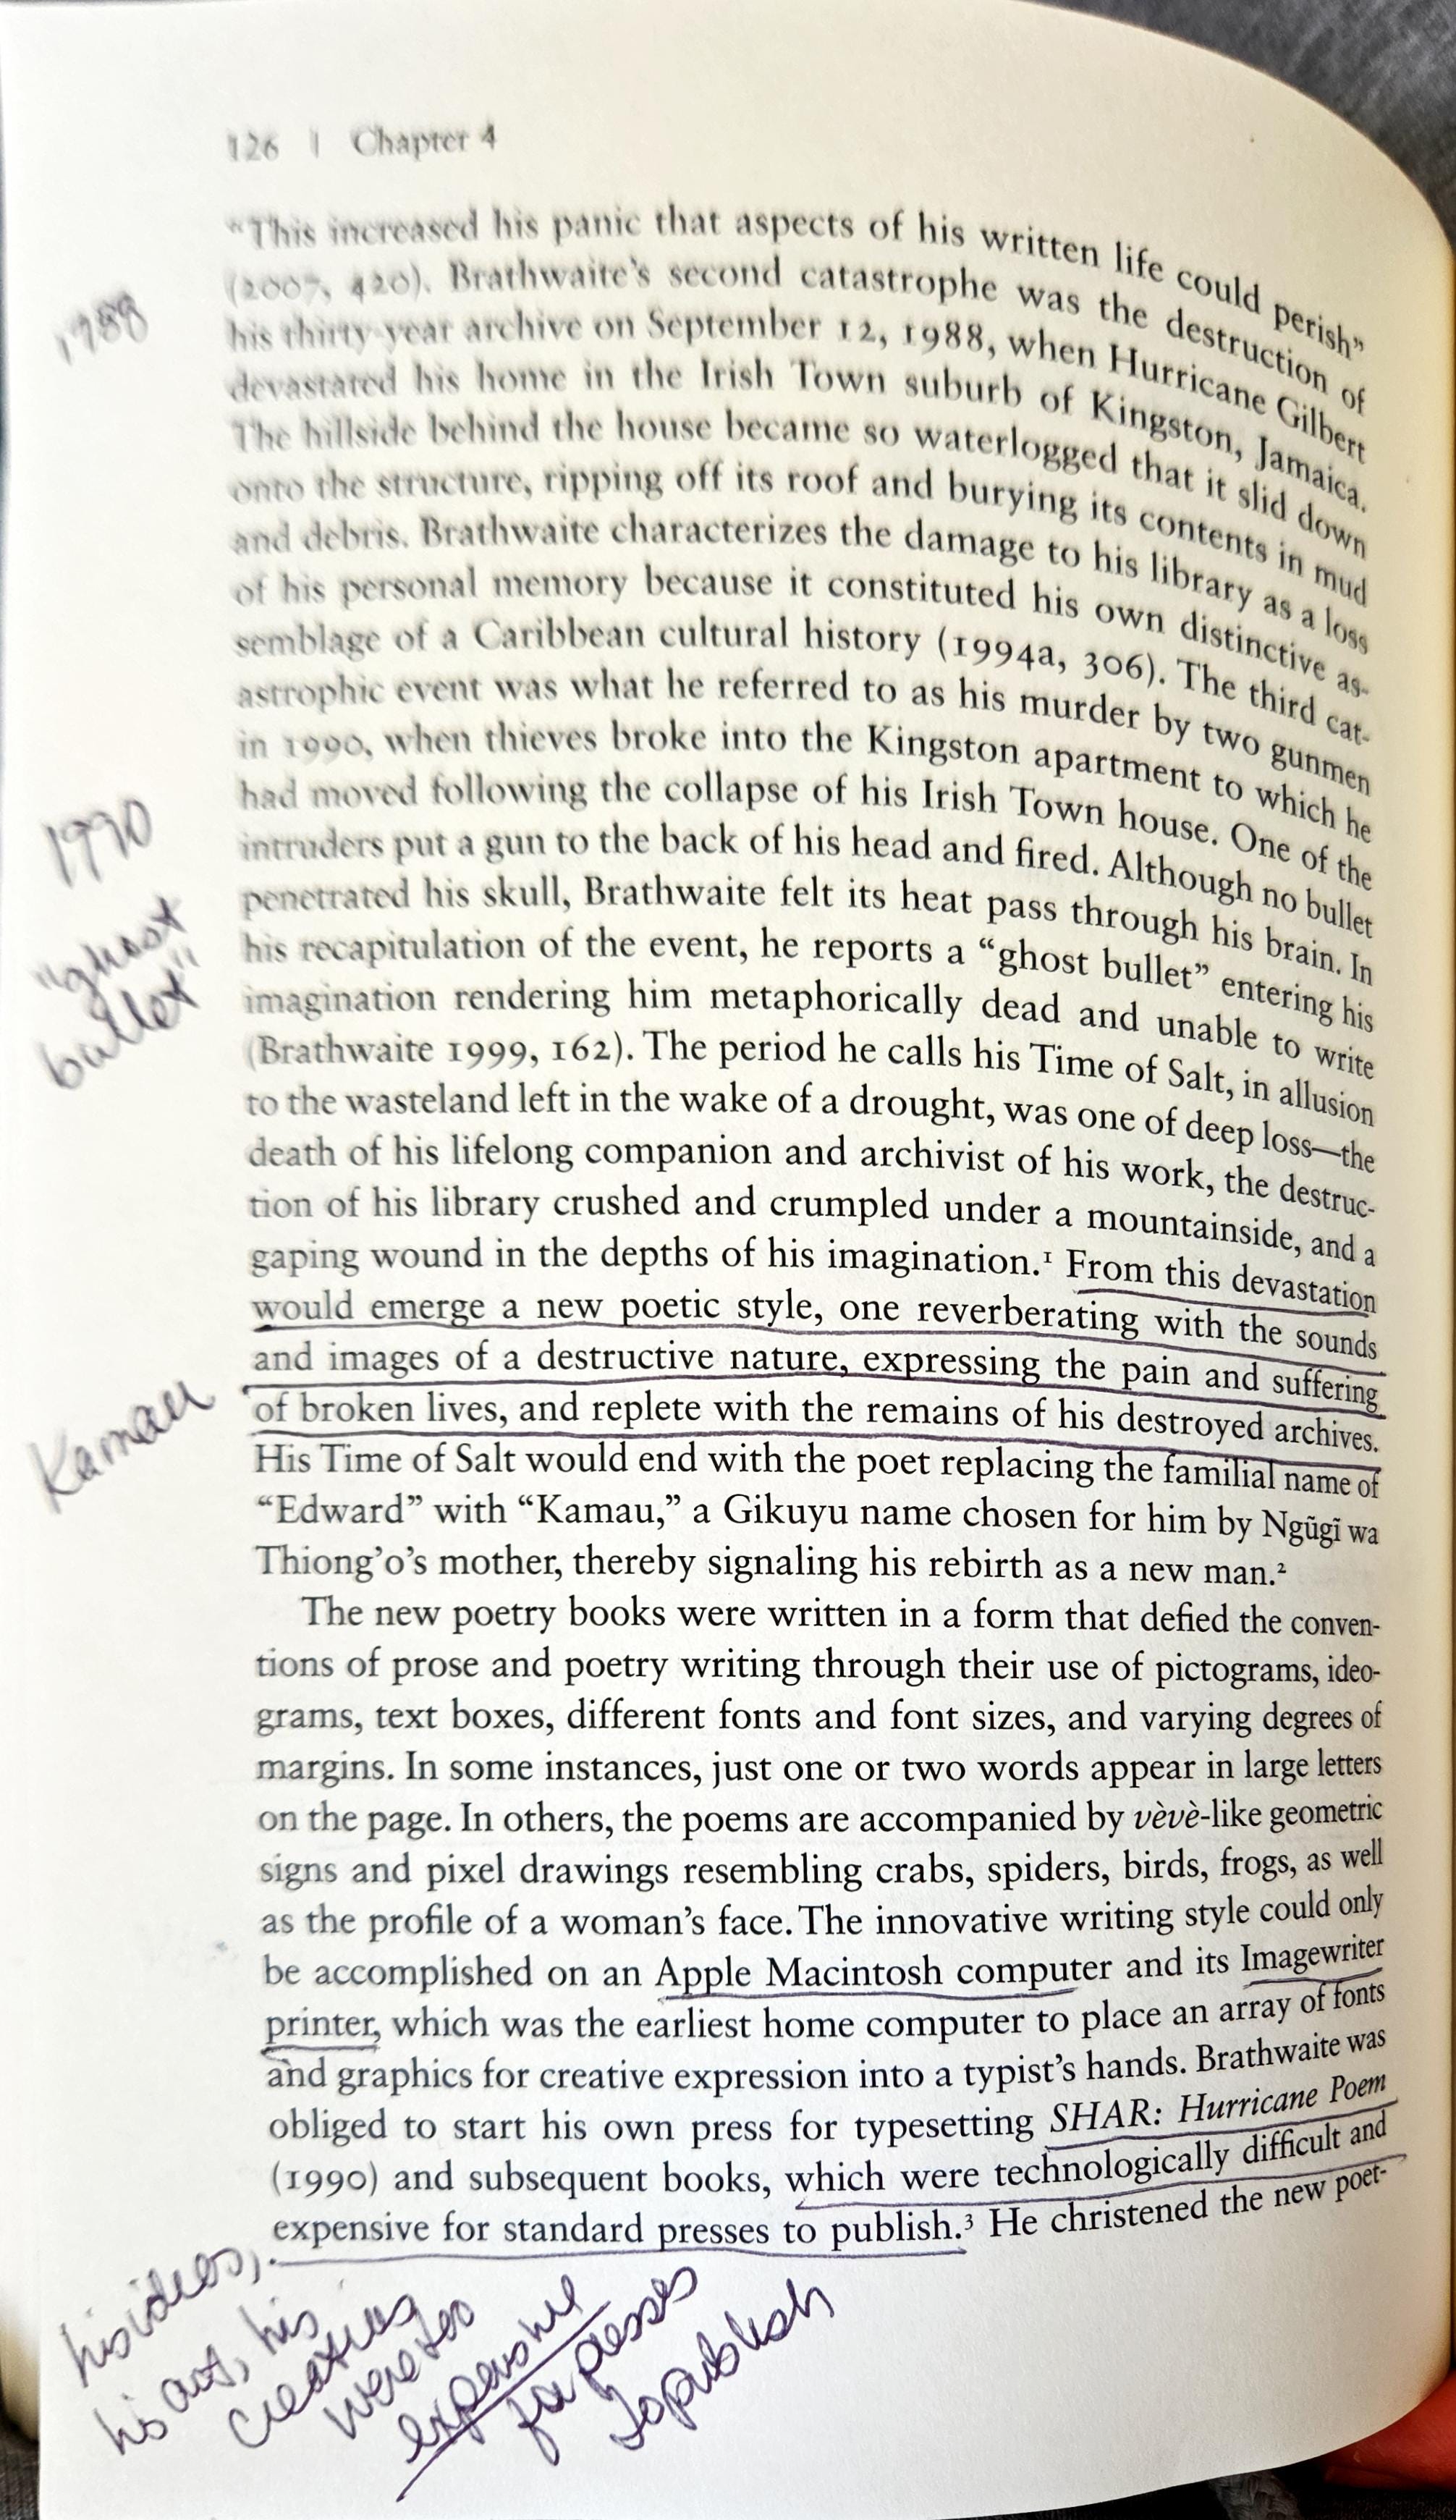 126 | Chapter 4
"This increased his panic that aspects of his written life could perish"
(2007, 420). Brathwaite's second catastrophe was the destruction of
his thirty-year archive on September 12, 1988, when Hurricane Gilbert
devastated his home in the Irish Town suburb of Kingston, Jamaica.
The hillside behind the house became so waterlogged that it slid down
onto the structure, ripping off its roof and burying its contents in mud
and debris. Brathwaite characterizes the damage to his library as a loss
of his personal memory because it constituted his own distinctive as-
semblage of a Caribbean cultural history (1994a, 306). The third cat-
astrophic event was what he referred to as his murder by two gunmen
in 1990, when thieves broke into the Kingston apartment to which he
had moved following the collapse of his Irish Town house. One of the
intruders put a gun to the back of his head and fired. Although no bullet
penetrated his skull, Brathwaite felt its heat pass through his brain. In
his recapitulation of the event, he reports a "ghost bullet" entering his
imagination rendering him metaphorically dead and unable to write
(Brathwaite 1999, 162). The period he calls his Time of Salt, in allusion
to the wasteland left in the wake of a drought, was one of deep loss—the
death of his lifelong companion and archivist of his work, the destruc-
tion of his library crushed and crumpled under a mountainside, and a
gaping wound in the depths of his imagination.¹ From this devastation
would emerge a new poetic style, one reverberating with the sounds
and images of a destructive nature, expressing the pain and suffering
of broken lives, and replete with the remains of his destroyed archives.
His Time of Salt would end with the poet replacing the familial name of
"Edward" with "Kamau," a Gikuyu name chosen for him by Ngũgĩ wa
Thiong'o's mother, thereby signaling his rebirth as a new man.²
The new poetry books were written in a form that defied the conven-
tions of prose and poetry writing through their use of pictograms, ideo-
grams, text boxes, different fonts and font sizes, and varying degrees of
margins. In some instances, just one or two words appear in large letters
on the page. In others, the poems are accompanied by vèvè-like geometric
signs and pixel drawings resembling crabs, spiders, birds, frogs, as well
as the profile of a woman's face. The innovative writing style could only
be accomplished on an Apple Macintosh computer and its Imagewriter
printer, which was the earliest home computer to place an array of fonts
and graphics for creative expression into a typist's hands. Brathwaite was
obliged to start his own press for typesetting SHAR: Hurricane Poem
(1990) and subsequent books, which were technologically difficult and
expensive for standard presses to publish.³ He christened the new poet-
1988
1990
"ghost
bullet"
Kamau
his ideas,
his art, his
creations
were too
expensive
for presses
to publish